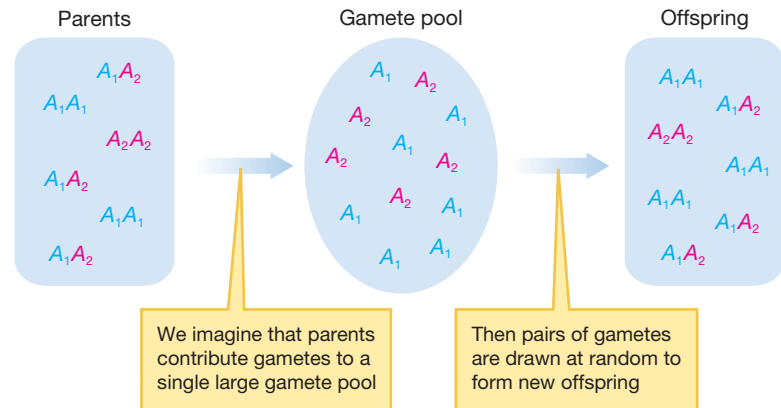 Parents
Gamete pool
Offspring
A₁A₂
A₁A₁
A₂A₂
A₁A₂
A₁A₁
A₁A₂
A₁
A₂
A₂
A₁
A₁
A₂
A₂
A₂
A₁
A₁
A₁
A₁
A₁A₁
A₁A₂
A₂A₂
A₁A₁
A₁A₁
A₁A₂
A₁A₂
We imagine that parents
contribute gametes to a
single large gamete pool
Then pairs of gametes
are drawn at random to
form new offspring